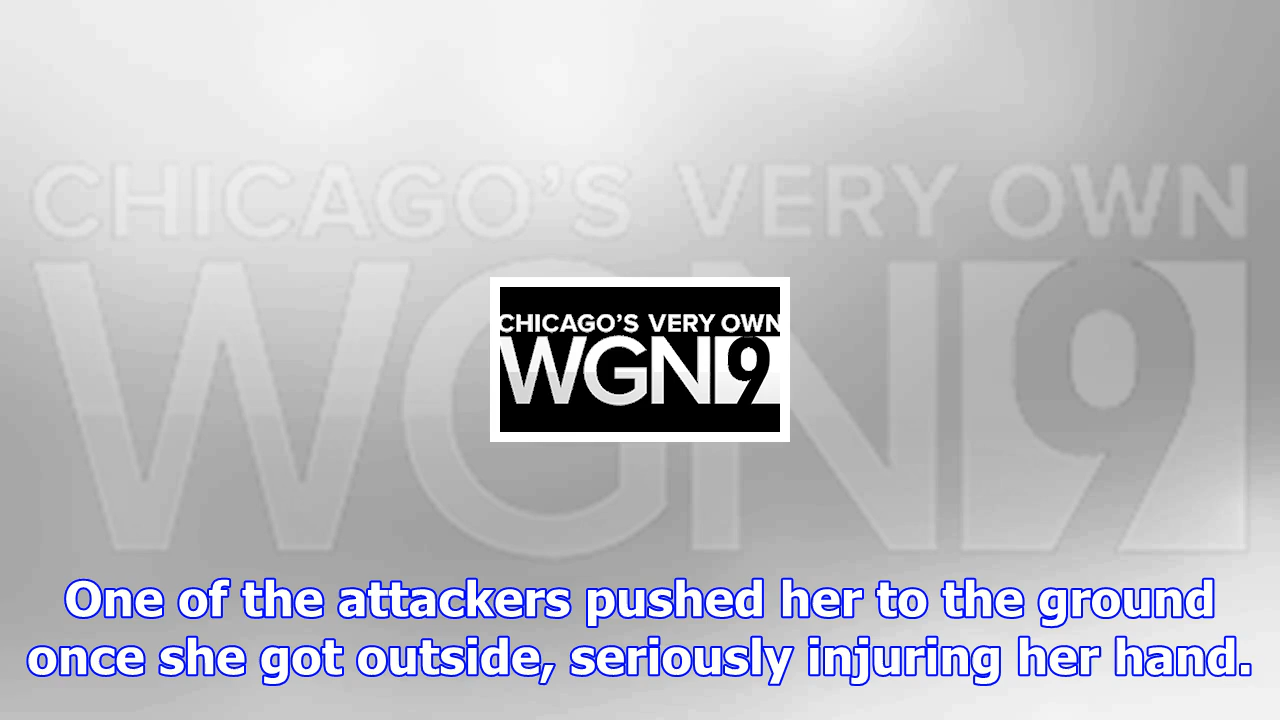 CHICAGO'S VERY OWN
WGN9
CHICAGO'S VERY OWN
WGN9
One of the attackers pushed her to the ground
once she got outside, seriously injuring her hand.